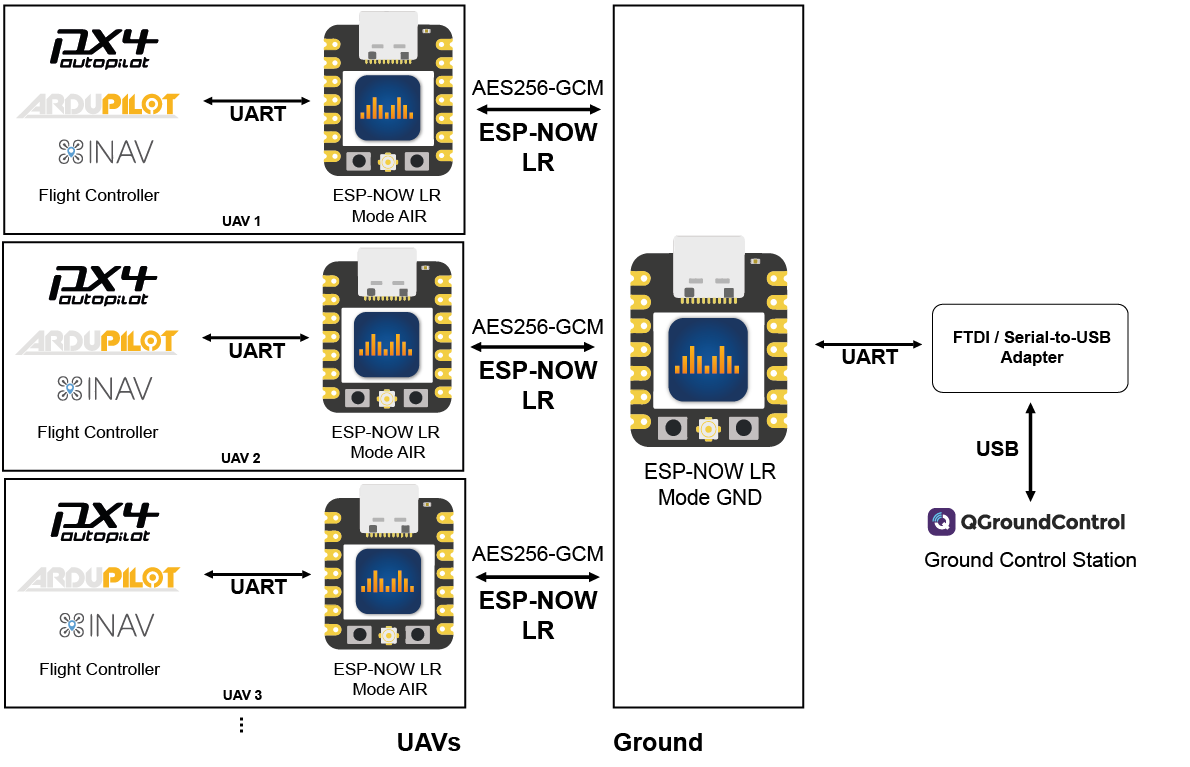 PX4
autopilot
ARDUPILOT
INAV
Flight Controller
UART
ESP-NOW LR
Mode AIR
UAV 1
AES256-GCM
ESP-NOW
LR
PX4
autopilot
ARDUPILOT
INAV
Flight Controller
UART
ESP-NOW LR
Mode AIR
UAV 2
AES256-GCM
ESP-NOW
LR
PX4
autopilot
ARDUPILOT
INAV
Flight Controller
UART
ESP-NOW LR
Mode AIR
UAV 3
⋮
AES256-GCM
ESP-NOW
LR
UAVs
ESP-NOW LR
Mode GND
Ground
UART
FTDI / Serial-to-USB
Adapter
USB
QGroundControl
Ground Control Station